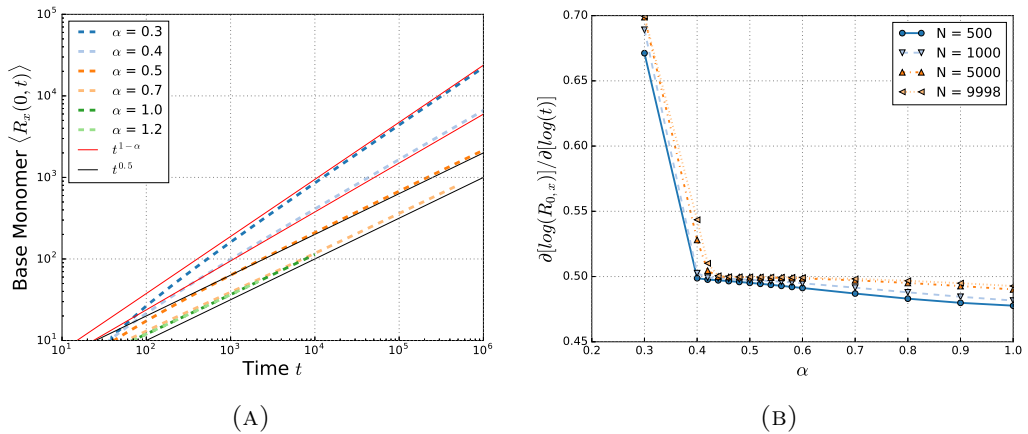 Base Monomer ⟨R_x(0, t)⟩
10^5
10^4
10^3
10^2
10^1
α = 0.3
α = 0.4
α = 0.5
α = 0.7
α = 1.0
α = 1.2
t^{1−α}
t^{0.5}
10^1 10^2 10^3 10^4 10^5 10^6
Time t
(A)
∂[log(R_{0,x})]/∂[log(t)]
0.70
0.65
0.60
0.55
0.50
0.45
N = 500
N = 1000
N = 5000
N = 9998
0.2 0.3 0.4 0.5 0.6 0.7 0.8 0.9 1.0
α
(B)